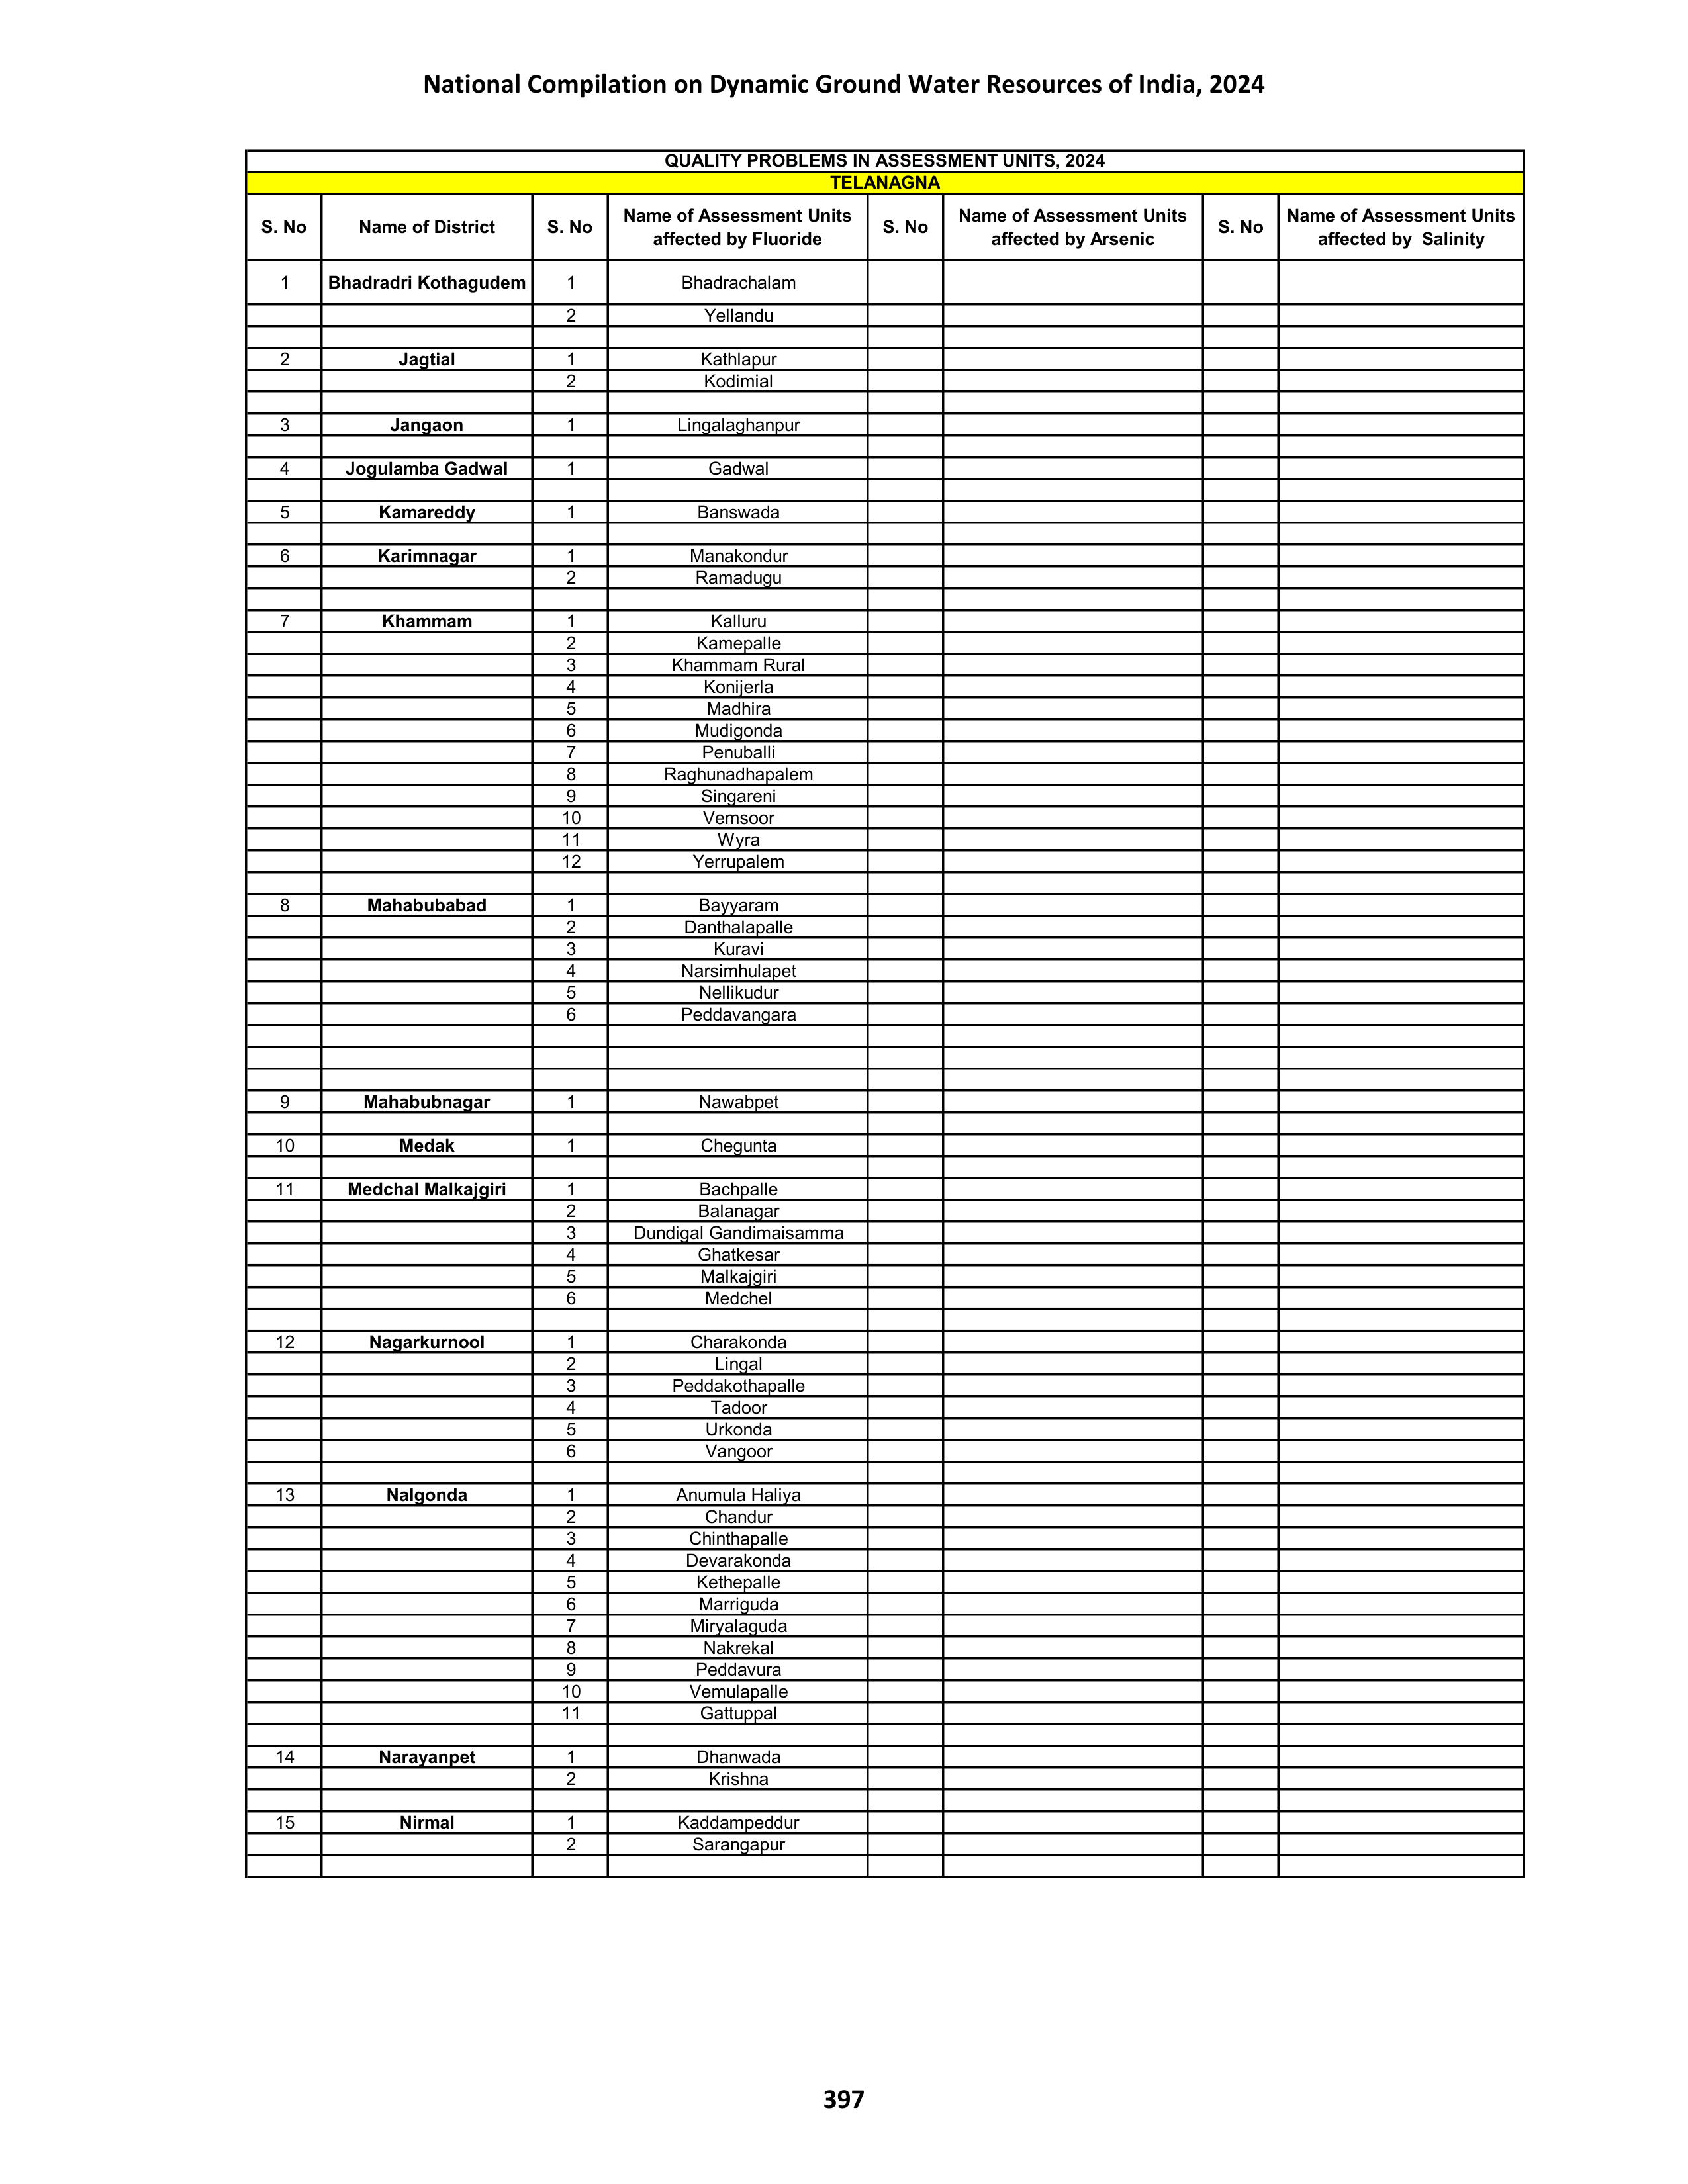 National Compilation on Dynamic Ground Water Resources of India, 2024
QUALITY PROBLEMS IN ASSESSMENT UNITS, 2024
TELANAGNA
S. No Name of District S. No Name of Assessment Units affected by Fluoride S. No Name of Assessment Units affected by Arsenic S. No Name of Assessment Units affected by Salinity
1 Bhadradri Kothagudem 1 Bhadrachalam
2 Yellandu
2 Jagtial 1 Kathlapur
2 Kodimial
3 Jangaon 1 Lingalaghanpur
4 Jogulamba Gadwal 1 Gadwal
5 Kamareddy 1 Banswada
6 Karimnagar 1 Manakondur
2 Ramadugu
7 Khammam 1 Kalluru
2 Kamepalle
3 Khammam Rural
4 Konijerla
5 Madhira
6 Mudigonda
7 Penuballi
8 Raghunadhapalem
9 Singareni
10 Vemsoor
11 Wyra
12 Yerrupalem
8 Mahabubabad 1 Bayyaram
2 Danthalapalle
3 Kuravi
4 Narsimhulapet
5 Nellikudur
6 Peddavangara
9 Mahabubnagar 1 Nawabpet
10 Medak 1 Chegunta
11 Medchal Malkajgiri 1 Bachpalle
2 Balanagar
3 Dundigal Gandimaisamma
4 Ghatkesar
5 Malkajgiri
6 Medchel
12 Nagarkurnool 1 Charakonda
2 Lingal
3 Peddakothapalle
4 Tadoor
5 Urkonda
6 Vangoor
13 Nalgonda 1 Anumula Haliya
2 Chandur
3 Chinthapalle
4 Devarakonda
5 Kethepalle
6 Marriguda
7 Miryalaguda
8 Nakrekal
9 Peddavura
10 Vemulapalle
11 Gattuppal
14 Narayanpet 1 Dhanwada
2 Krishna
15 Nirmal 1 Kaddampeddur
2 Sarangapur
397